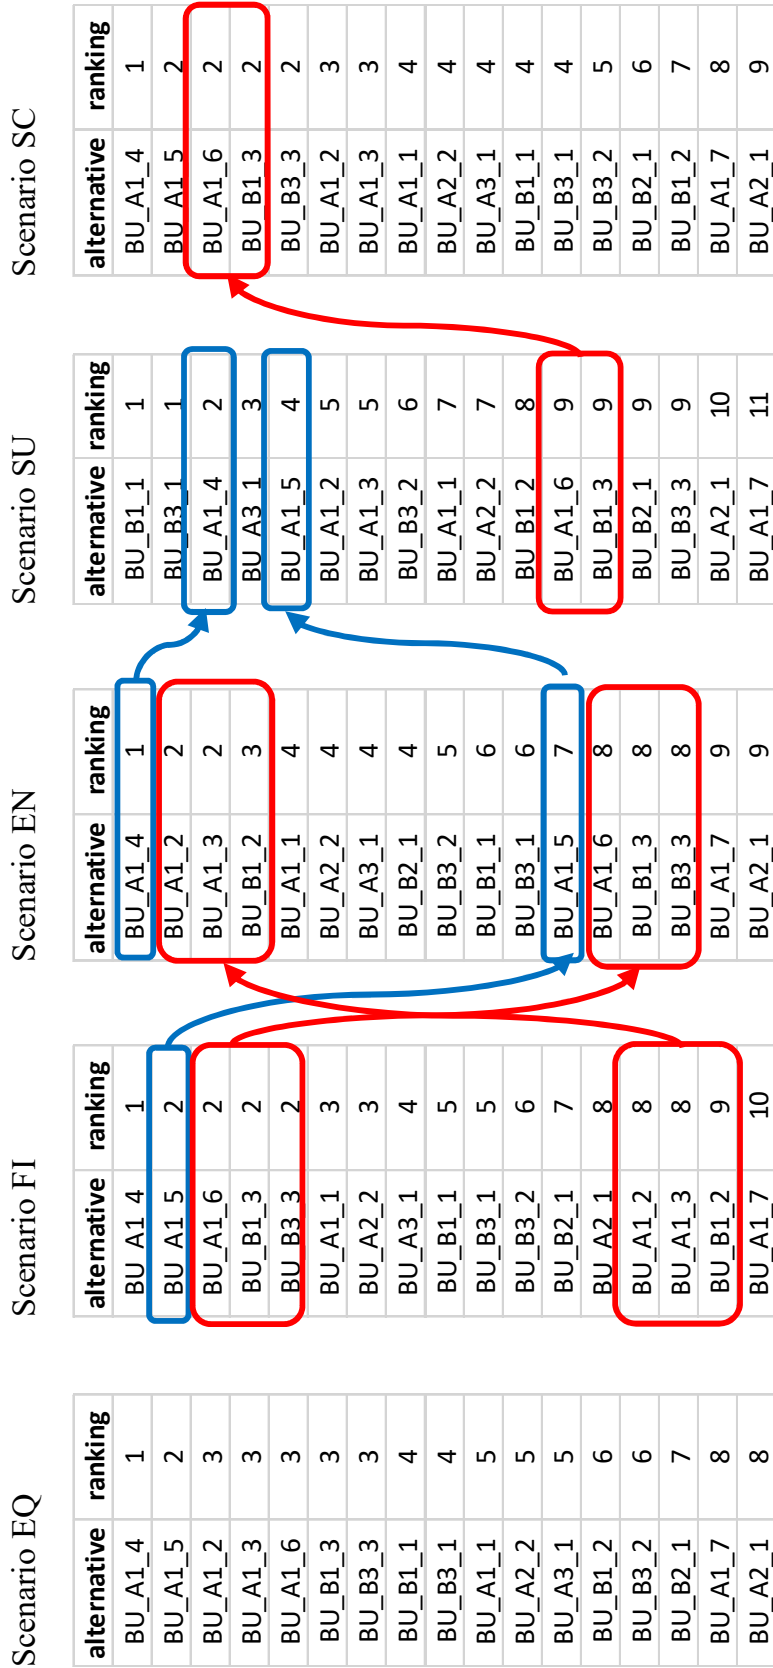 Scenario EQ
alternative ranking
BU_A1_4 1
BU_A1_5 2
BU_A1_2 3
BU_A1_3 3
BU_A1_6 3
BU_B1_3 3
BU_B3_3 3
BU_B1_1 4
BU_B3_1 4
BU_A1_1 5
BU_A2_2 5
BU_A3_1 5
BU_B1_2 6
BU_B3_2 6
BU_B2_1 7
BU_A1_7 8
BU_A2_1 8
Scenario FI
alternative ranking
BU_A1_4 1
BU_A1_5 2
BU_A1_6 2
BU_B1_3 2
BU_B3_3 2
BU_A1_1 3
BU_A2_2 3
BU_A3_1 4
BU_B1_1 5
BU_B3_1 5
BU_B3_2 6
BU_B2_1 7
BU_A2_1 8
BU_A1_2 8
BU_A1_3 8
BU_B1_2 9
BU_A1_7 10
Scenario EN
alternative ranking
BU_A1_4 1
BU_A1_2 2
BU_A1_3 2
BU_B1_2 3
BU_A1_1 4
BU_A2_2 4
BU_A3_1 4
BU_B2_1 4
BU_B3_2 5
BU_B1_1 6
BU_B3_1 6
BU_A1_5 7
BU_A1_6 8
BU_B1_3 8
BU_B3_3 8
BU_A1_7 9
BU_A2_1 9
Scenario SU
alternative ranking
BU_B1_1 1
BU_B3_1 1
BU_A1_4 2
BU_A3_1 3
BU_A1_5 4
BU_A1_2 5
BU_A1_3 5
BU_B3_2 6
BU_A1_1 7
BU_A2_2 7
BU_B1_2 8
BU_A1_6 9
BU_B1_3 9
BU_B2_1 9
BU_B3_3 9
BU_A2_1 10
BU_A1_7 11
Scenario SC
alternative ranking
BU_A1_4 1
BU_A1_5 2
BU_A1_6 2
BU_B1_3 2
BU_B3_3 2
BU_A1_2 3
BU_A1_3 3
BU_A1_1 4
BU_A2_2 4
BU_A3_1 4
BU_B1_1 4
BU_B3_1 4
BU_B3_2 5
BU_B2_1 6
BU_B1_2 7
BU_A1_7 8
BU_A2_1 9